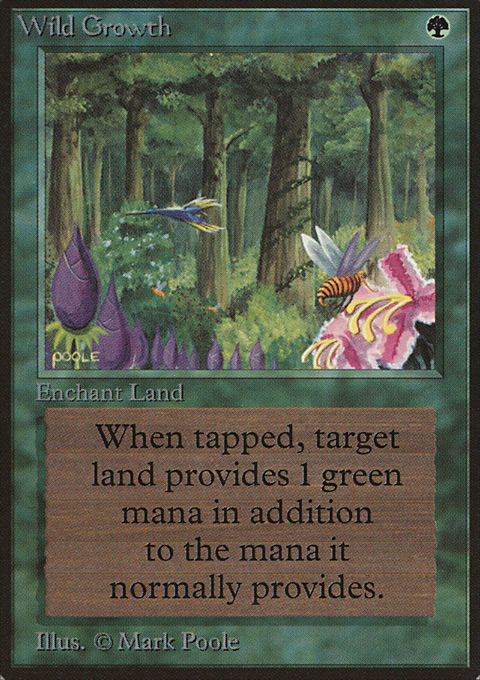 Wild Growth
POOLE
Enchant Land
When tapped, target
land provides 1 green
mana in addition
to the mana it
normally provides.
Illus. © Mark Poole